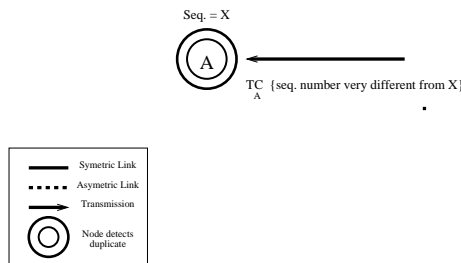 Seq. = X
A
TC {seq. number very different from X}
A
Symetric Link
Asymetric Link
Transmission
Node detects
duplicate